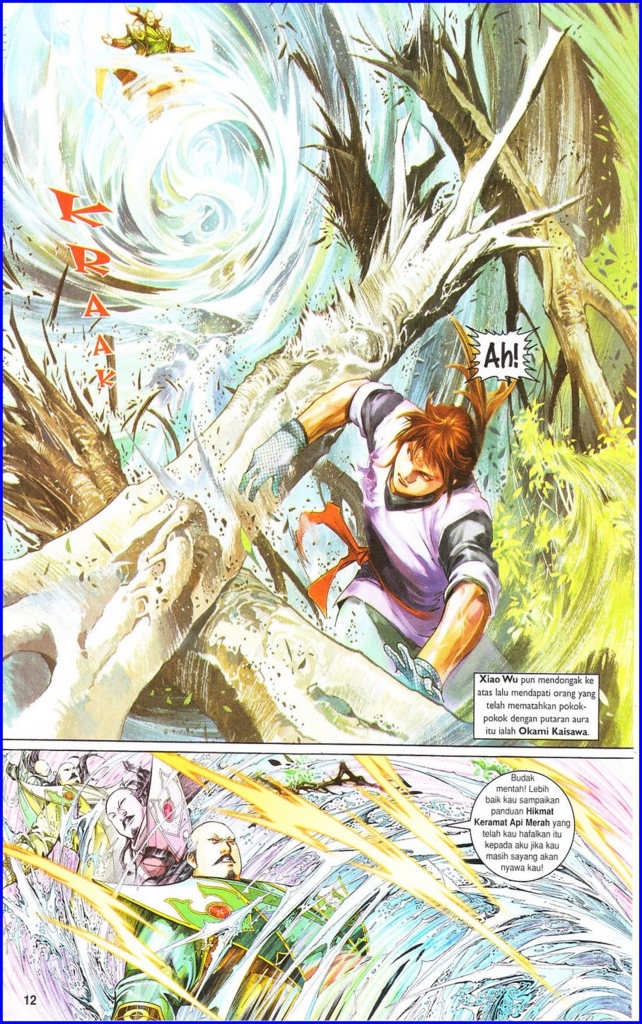 KRAAK
Ah!
Xiao Wu pun mendongak ke
atas lalu mendapati orang yang
telah mematahkan pokok-
pokok dengan putaran aura
itu ialah Okami Kaisawa.
Budak
mentah! Lebih
baik kau sampaikan
panduan Hikmat
Keramat Api Merah yang
telah kau hafalkan itu
kepada aku jika kau
masih sayang akan
nyawa kau!
12